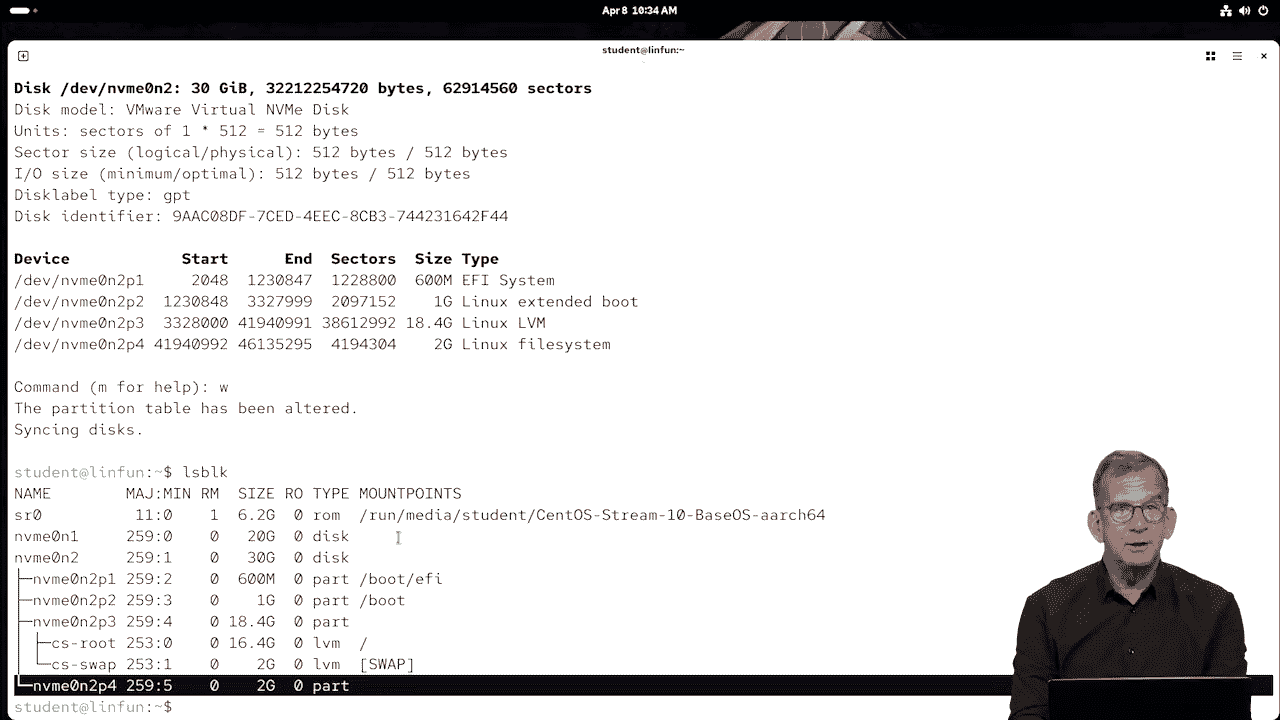 Apr 8 10:34 AM
student@linfun:~
Disk /dev/nvme0n2: 30 GiB, 32212254720 bytes, 62914560 sectors
Disk model: VMware Virtual NVMe Disk
Units: sectors of 1 * 512 = 512 bytes
Sector size (logical/physical): 512 bytes / 512 bytes
I/O size (minimum/optimal): 512 bytes / 512 bytes
Disklabel type: gpt
Disk identifier: 9AAC08DF-7CED-4EEC-8CB3-744231642F44
Device Start End Sectors Size Type
/dev/nvme0n2p1 2048 1230847 1228800 600M EFI System
/dev/nvme0n2p2 1230848 3327999 2097152 1G Linux extended boot
/dev/nvme0n2p3 3328000 41940991 38612992 18.4G Linux LVM
/dev/nvme0n2p4 41940992 46135295 4194304 2G Linux filesystem
Command (m for help): w
The partition table has been altered.
Syncing disks.
student@linfun:~$ lsblk
NAME MAJ:MIN RM SIZE RO TYPE MOUNTPOINTS
sr0 11:0 1 6.2G 0 rom /run/media/student/CentOS-Stream-10-BaseOS-aarch64
nvme0n1 259:0 0 20G 0 disk
nvme0n2 259:1 0 30G 0 disk
├─nvme0n2p1 259:2 0 600M 0 part /boot/efi
├─nvme0n2p2 259:3 0 1G 0 part /boot
├─nvme0n2p3 259:4 0 18.4G 0 part
│ ├─cs-root 253:0 0 16.4G 0 lvm /
│ └─cs-swap 253:1 0 2G 0 lvm [SWAP]
└─nvme0n2p4 259:5 0 2G 0 part
student@linfun:~$